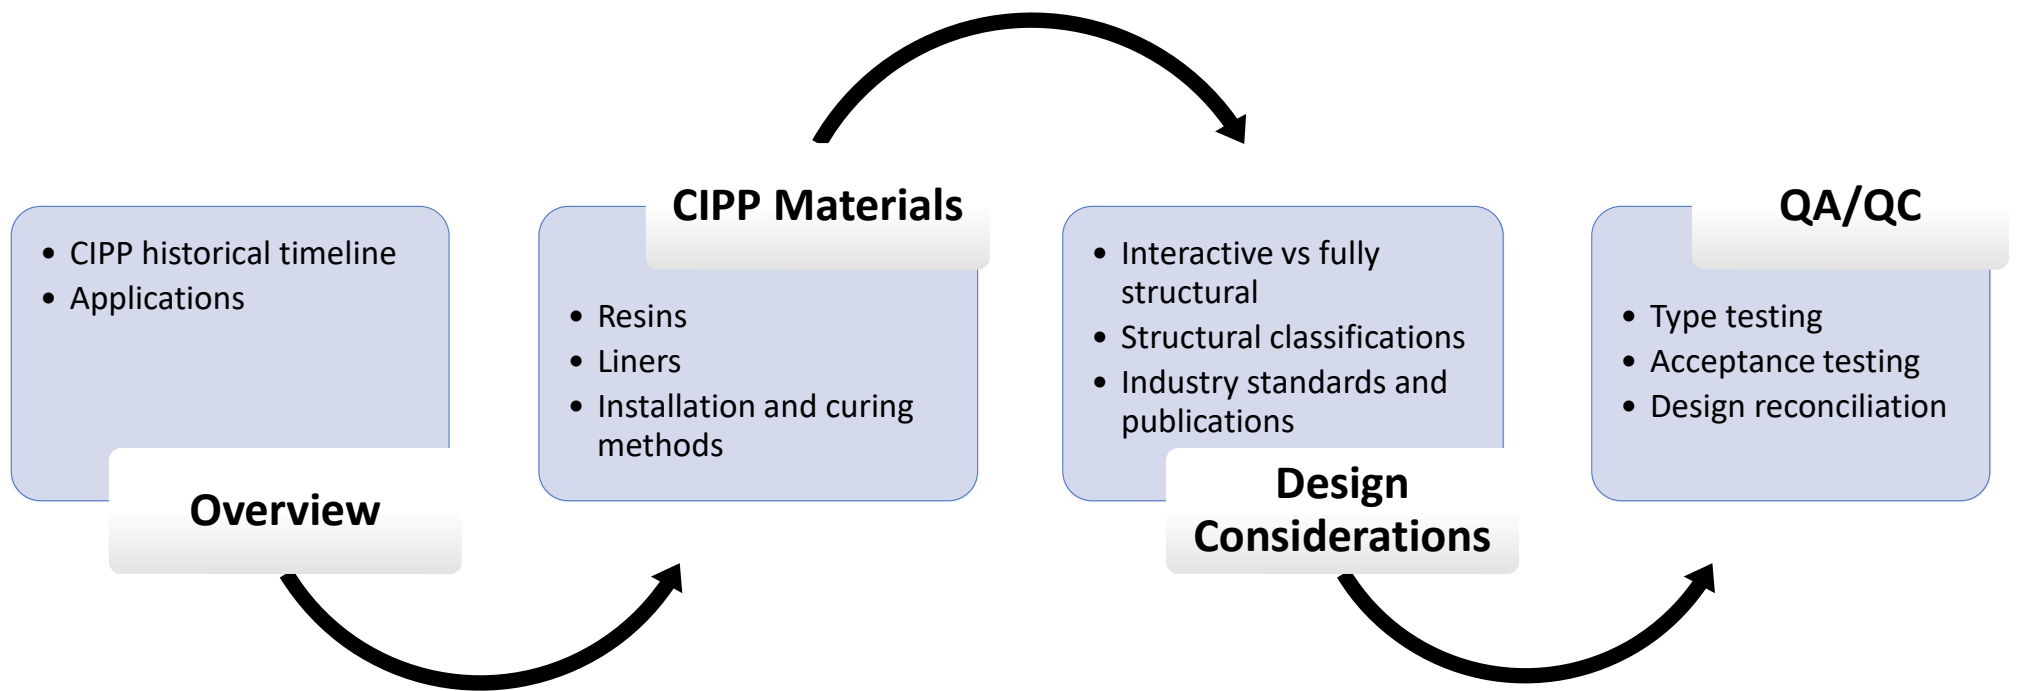 • CIPP historical timeline
• Applications
Overview
CIPP Materials
• Resins
• Liners
• Installation and curing
methods
• Interactive vs fully
structural
• Structural classifications
• Industry standards and
publications
Design
Considerations
QA/QC
• Type testing
• Acceptance testing
• Design reconciliation